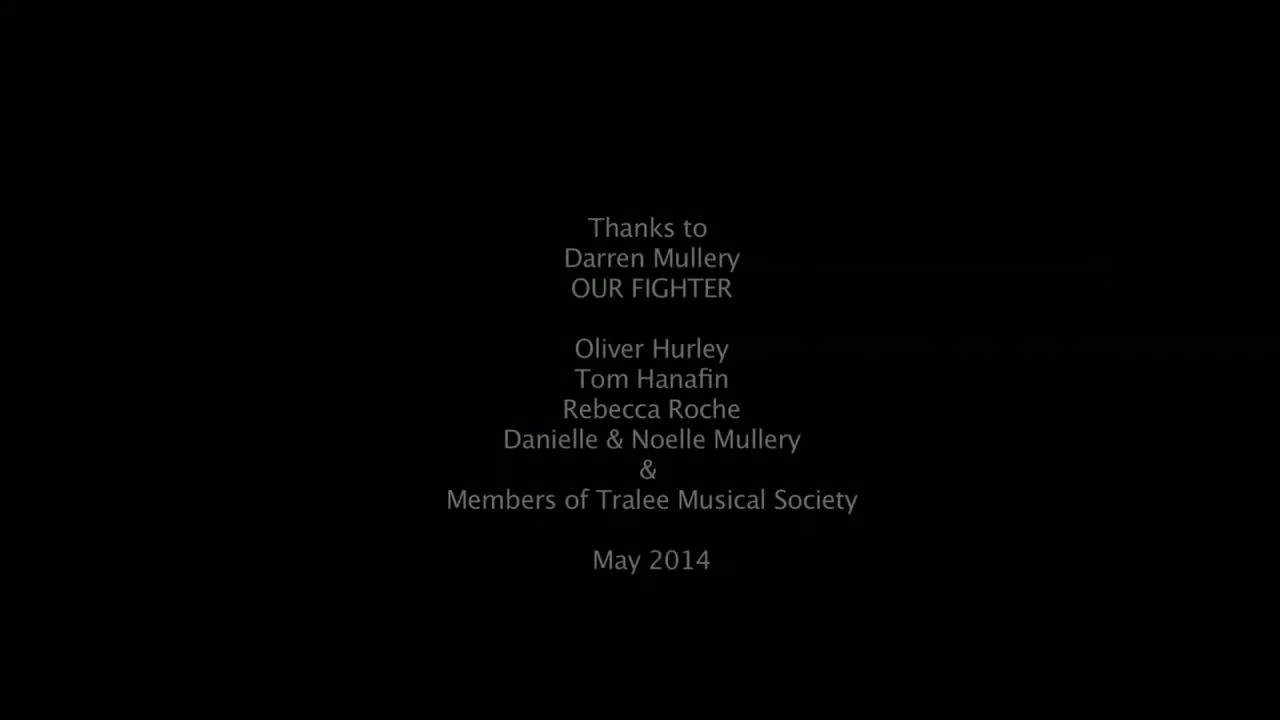 Thanks to
Darren Mullery
OUR FIGHTER
Oliver Hurley
Tom Hanafin
Rebecca Roche
Danielle & Noelle Mullery
&
Members of Tralee Musical Society
May 2014